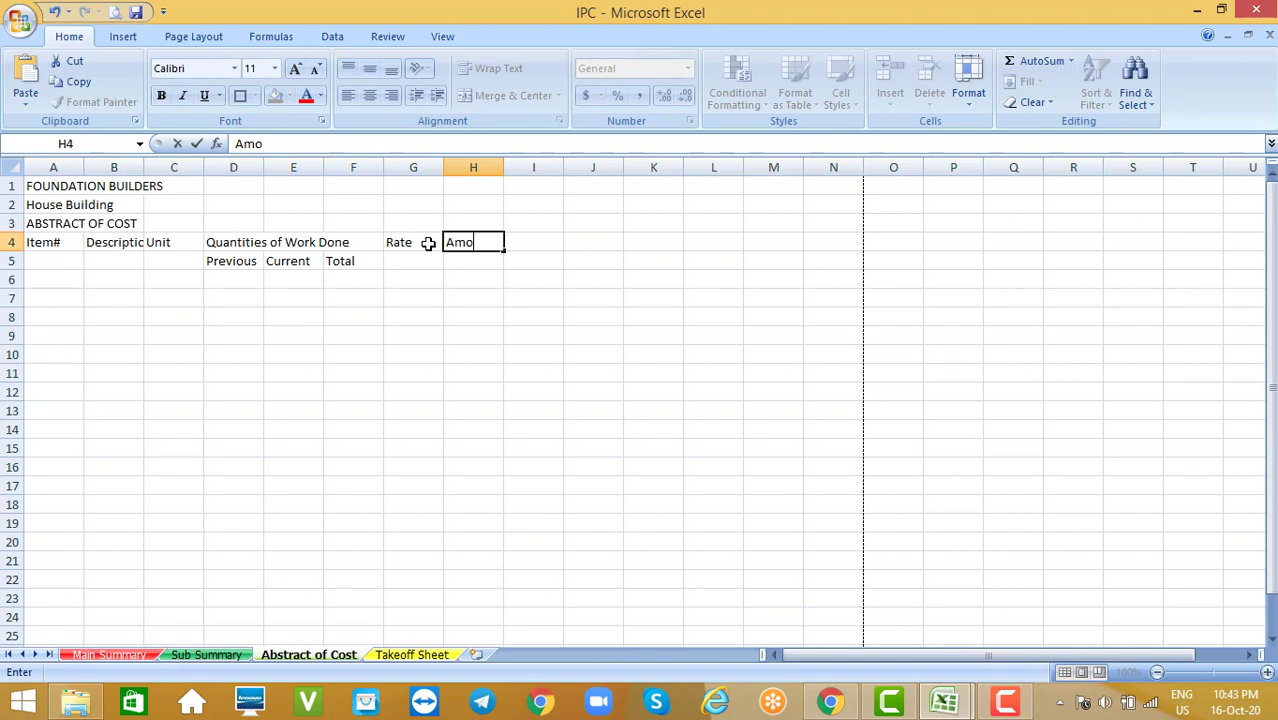 IPC - Microsoft Excel
Home Insert Page Layout Formulas Data Review View
Paste Cut Copy Format Painter Clipboard
Calibri 11 A A B I U A Font
Wrap Text Merge & Center Alignment
General $ % , Number
Conditional Formatting Format as Table Cell Styles Styles
Insert Delete Format Cells
Σ AutoSum Fill Clear Sort & Filter Find & Select Editing
H4 fx Amo
A B C D E F G H I J K L M N O P Q R S T U
1 FOUNDATION BUILDERS
2 House Building
3 ABSTRACT OF COST
4 Item# Descriptic Unit Quantities of Work Done Rate Amo
5 Previous Current Total
6
7
8
9
10
11
12
13
14
15
16
17
18
19
20
21
22
23
24
25
Main Summary Sub Summary Abstract of Cost Takeoff Sheet
Enter 100%
ENG US 10:43 PM 16-Oct-20